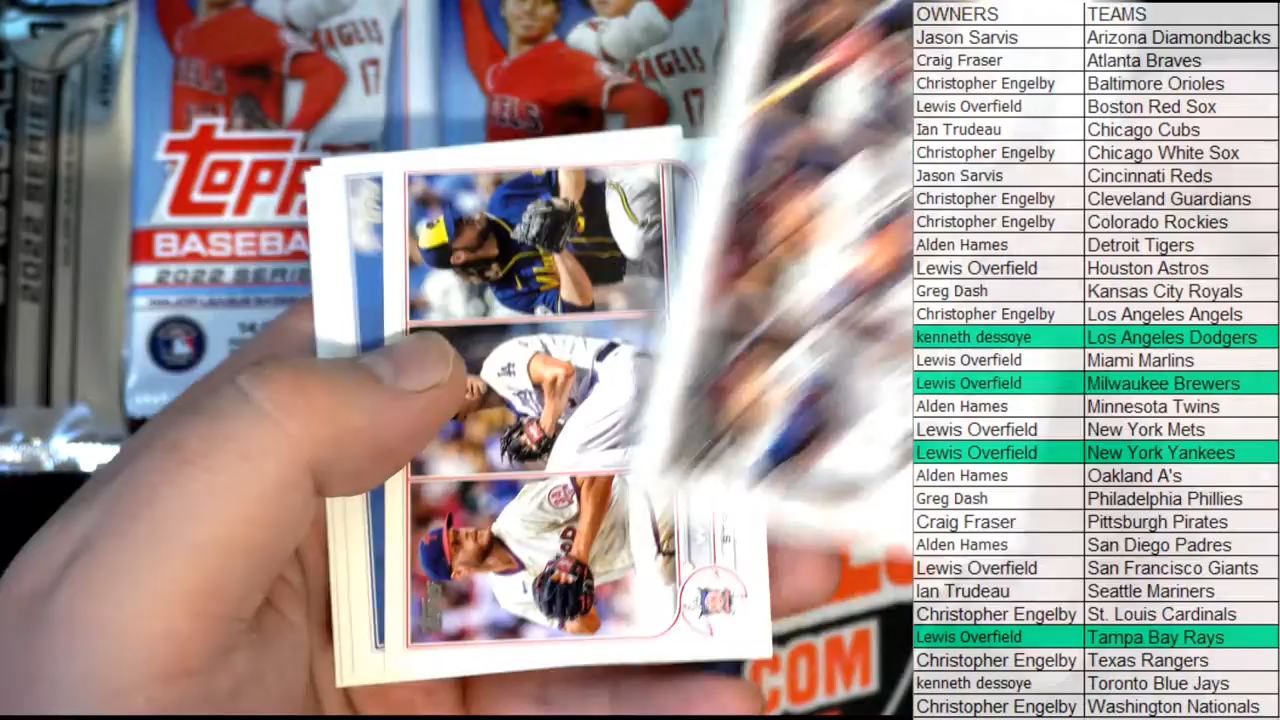 OWNERS TEAMS
Jason Sarvis Arizona Diamondbacks
Craig Fraser Atlanta Braves
Christopher Engelby Baltimore Orioles
Lewis Overfield Boston Red Sox
Ian Trudeau Chicago Cubs
Christopher Engelby Chicago White Sox
Jason Sarvis Cincinnati Reds
Christopher Engelby Cleveland Guardians
Christopher Engelby Colorado Rockies
Alden Hames Detroit Tigers
Lewis Overfield Houston Astros
Greg Dash Kansas City Royals
Christopher Engelby Los Angeles Angels
kenneth dessoye Los Angeles Dodgers
Lewis Overfield Miami Marlins
Lewis Overfield Milwaukee Brewers
Alden Hames Minnesota Twins
Lewis Overfield New York Mets
Lewis Overfield New York Yankees
Alden Hames Oakland A's
Greg Dash Philadelphia Phillies
Craig Fraser Pittsburgh Pirates
Alden Hames San Diego Padres
Lewis Overfield San Francisco Giants
Ian Trudeau Seattle Mariners
Christopher Engelby St. Louis Cardinals
Lewis Overfield Tampa Bay Rays
Christopher Engelby Texas Rangers
kenneth dessoye Toronto Blue Jays
Christopher Engelby Washington Nationals
17
TOPP
BASEBA
2022 SERIE
2022 SERIES
.COM